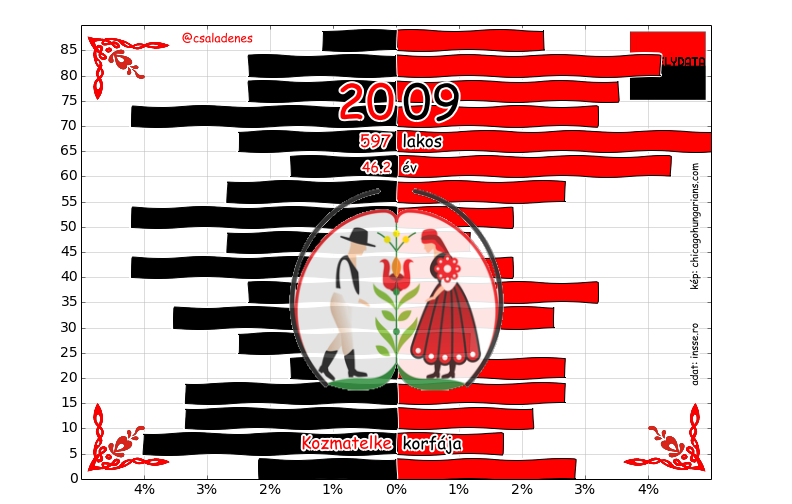 @csaladenes
85
80
75
70
65
60
55
50
45
40
35
30
25
20
15
10
5
0
2009
597 lakos
46.2 év
kép: chicagohungarians.com
adat: insse.ro
Kozmatelke korfája
4% 3% 2% 1% 0% 1% 2% 3% 4%